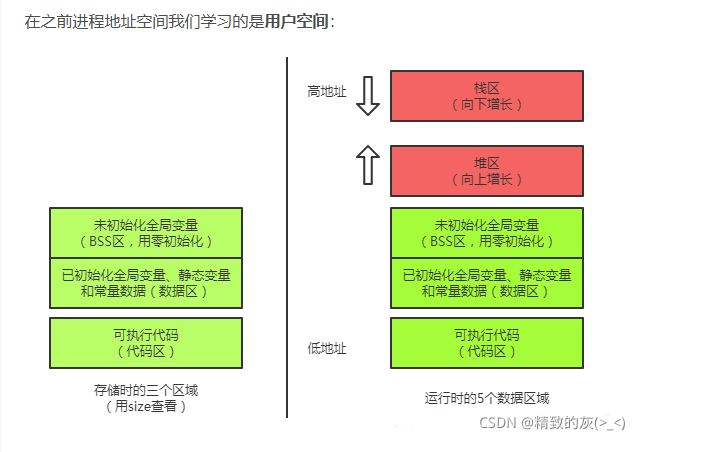 在之前进程地址空间我们学习的是用户空间：
未初始化全局变量
（BSS区，用零初始化）
已初始化全局变量、静态变量
和常量数据（数据区）
可执行代码
（代码区）
存储时的三个区域
（用size查看）
高地址
栈区
（向下增长）
堆区
（向上增长）
未初始化全局变量
（BSS区，用零初始化）
已初始化全局变量、静态变量
和常量数据（数据区）
低地址
可执行代码
（代码区）
运行时的5个数据区域
CSDN @精致的灰(>_<)